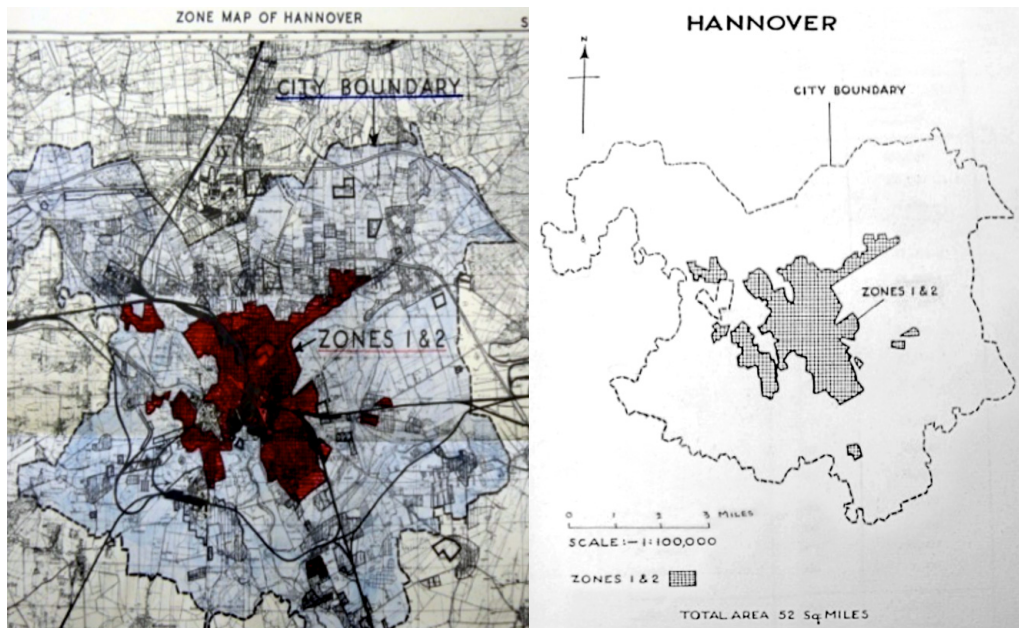 ZONE MAP OF HANNOVER
S
CITY BOUNDARY
ZONES 1 & 2
HANNOVER
N
CITY BOUNDARY
ZONES 1 & 2
0 1 2 3 MILES
SCALE:- 1:100,000
ZONES 1 & 2
TOTAL AREA 52 Sq. MILES